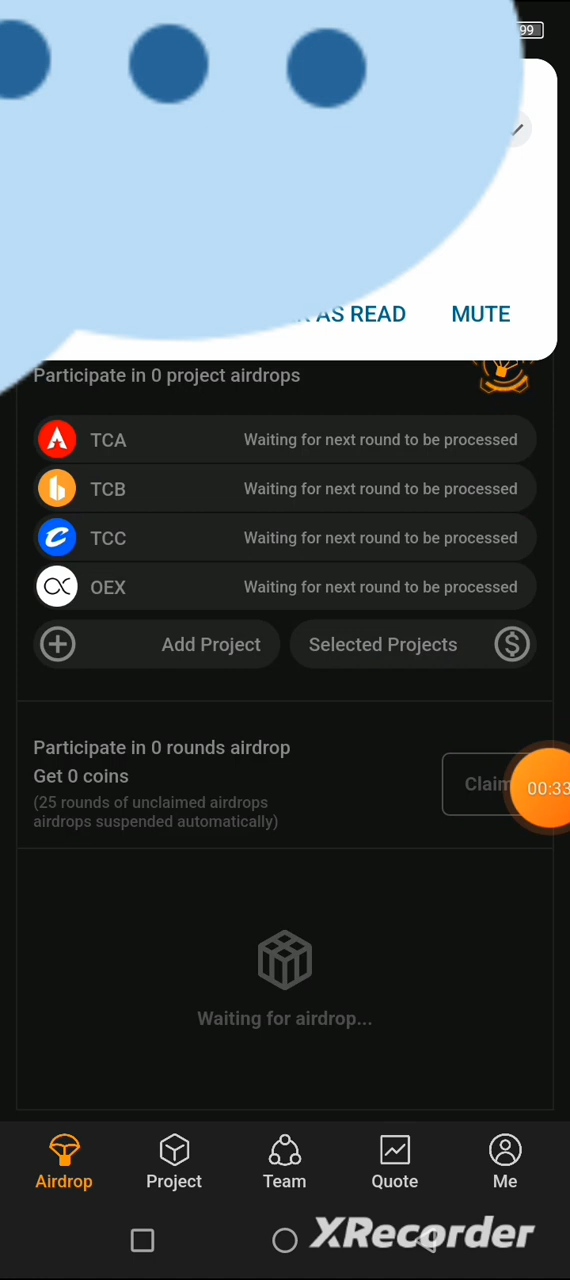 99
AS READ
MUTE
Participate in 0 project airdrops
TCA
Waiting for next round to be processed
TCB
Waiting for next round to be processed
TCC
Waiting for next round to be processed
OEX
Waiting for next round to be processed
Add Project
Selected Projects
Participate in 0 rounds airdrop
Get 0 coins
(25 rounds of unclaimed airdrops
airdrops suspended automatically)
Claim
00:33
Waiting for airdrop...
Airdrop
Project
Team
Quote
Me
XRecorder